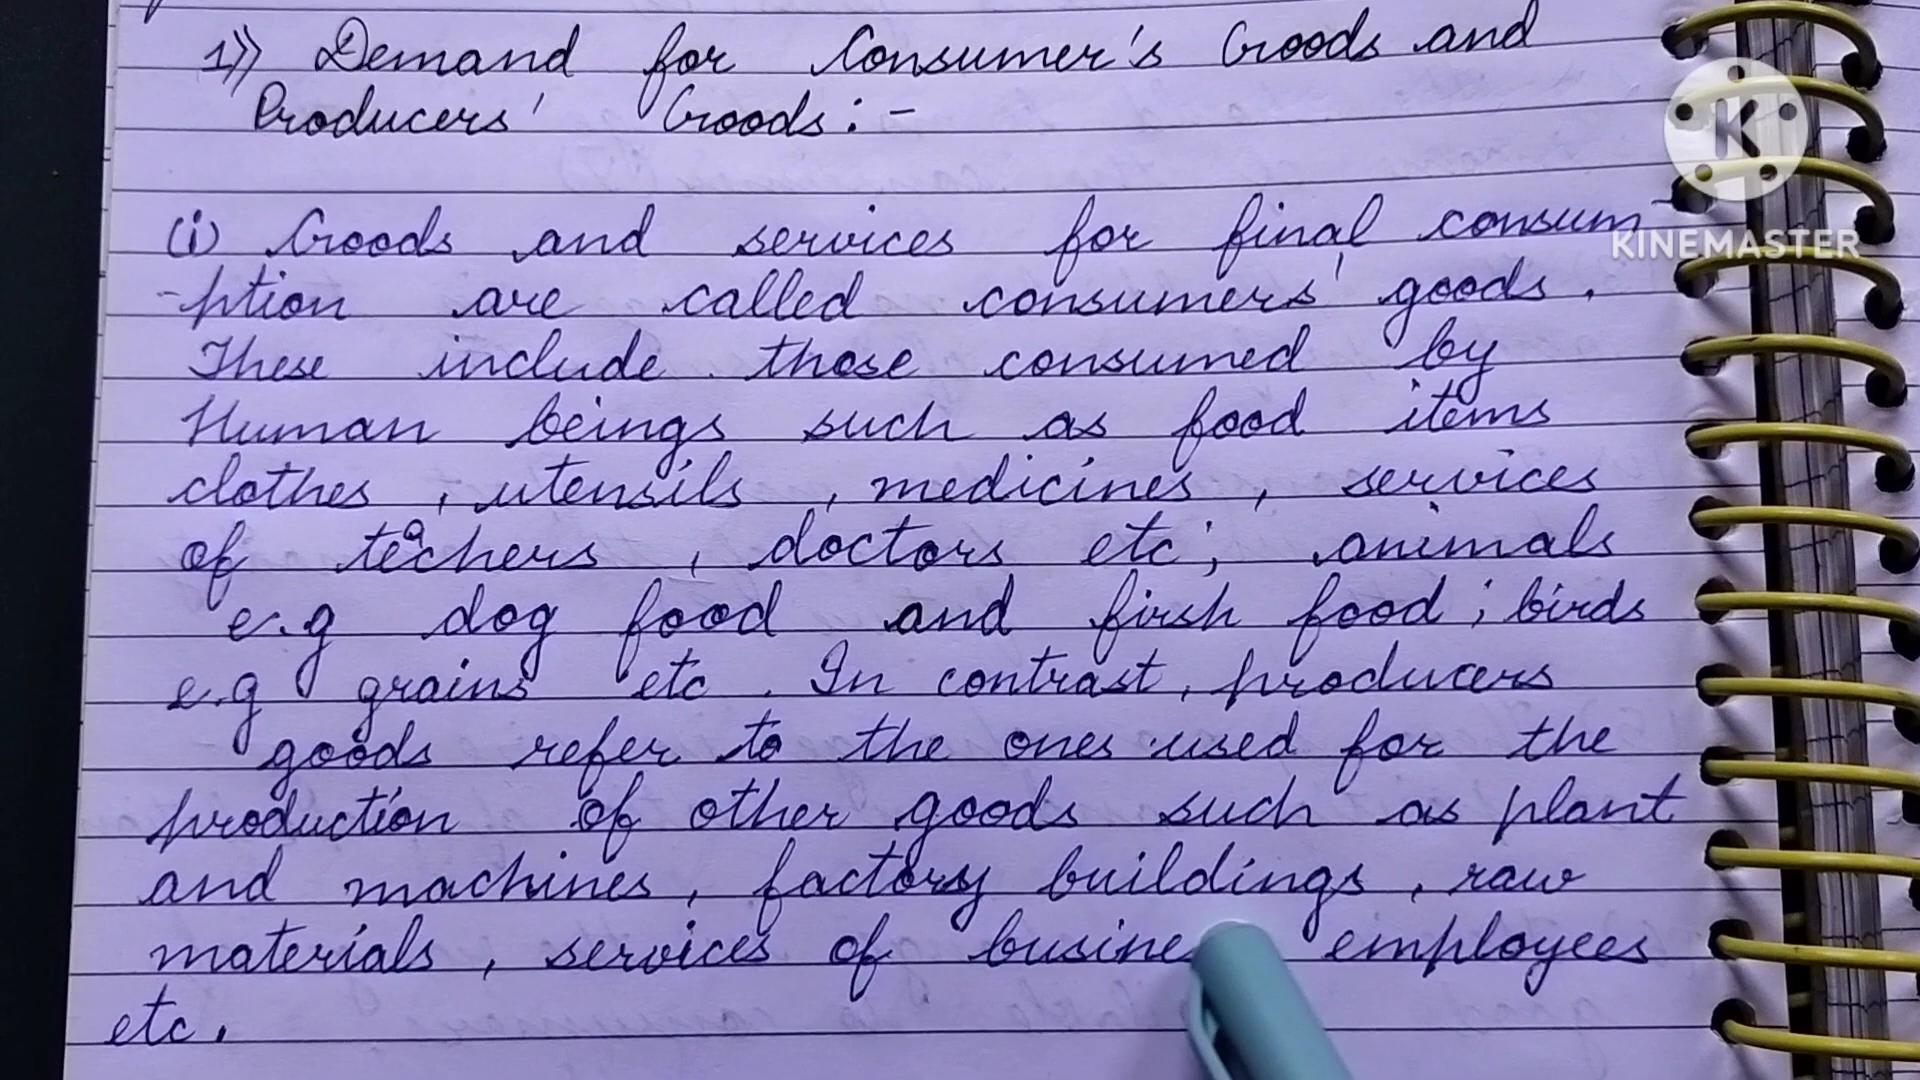 1») Demand for Consumer's Goods and
Producers' Goods:-
(i) Goods and services for final consum-
-ption are called consumers' goods.
These include those consumed by
Human beings such as food items
clothes, utensils, medicines, services
of teachers, doctors etc; animals
e.g dog food and firsh food; birds
e.g grains etc. In contrast, producers
goods refer to the ones used for the
production of other goods such as plant
and machines, factory buildings, raw
materials, services of busine employees
etc.
K
KINEMASTER